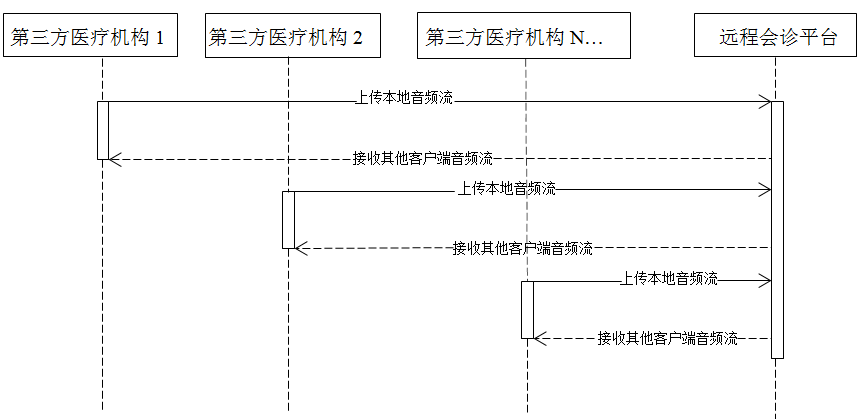 第三方医疗机构 1
第三方医疗机构 2
第三方医疗机构 N...
远程会诊平台
上传本地音频流
接收其他客户端音频流
上传本地音频流
接收其他客户端音频流
上传本地音频流
接收其他客户端音频流